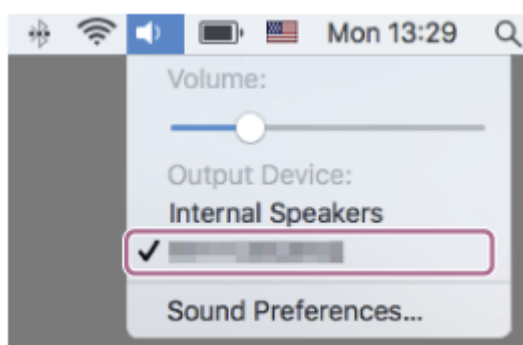 Mon 13:29
Volume:
Output Device:
Internal Speakers
Sound Preferences...